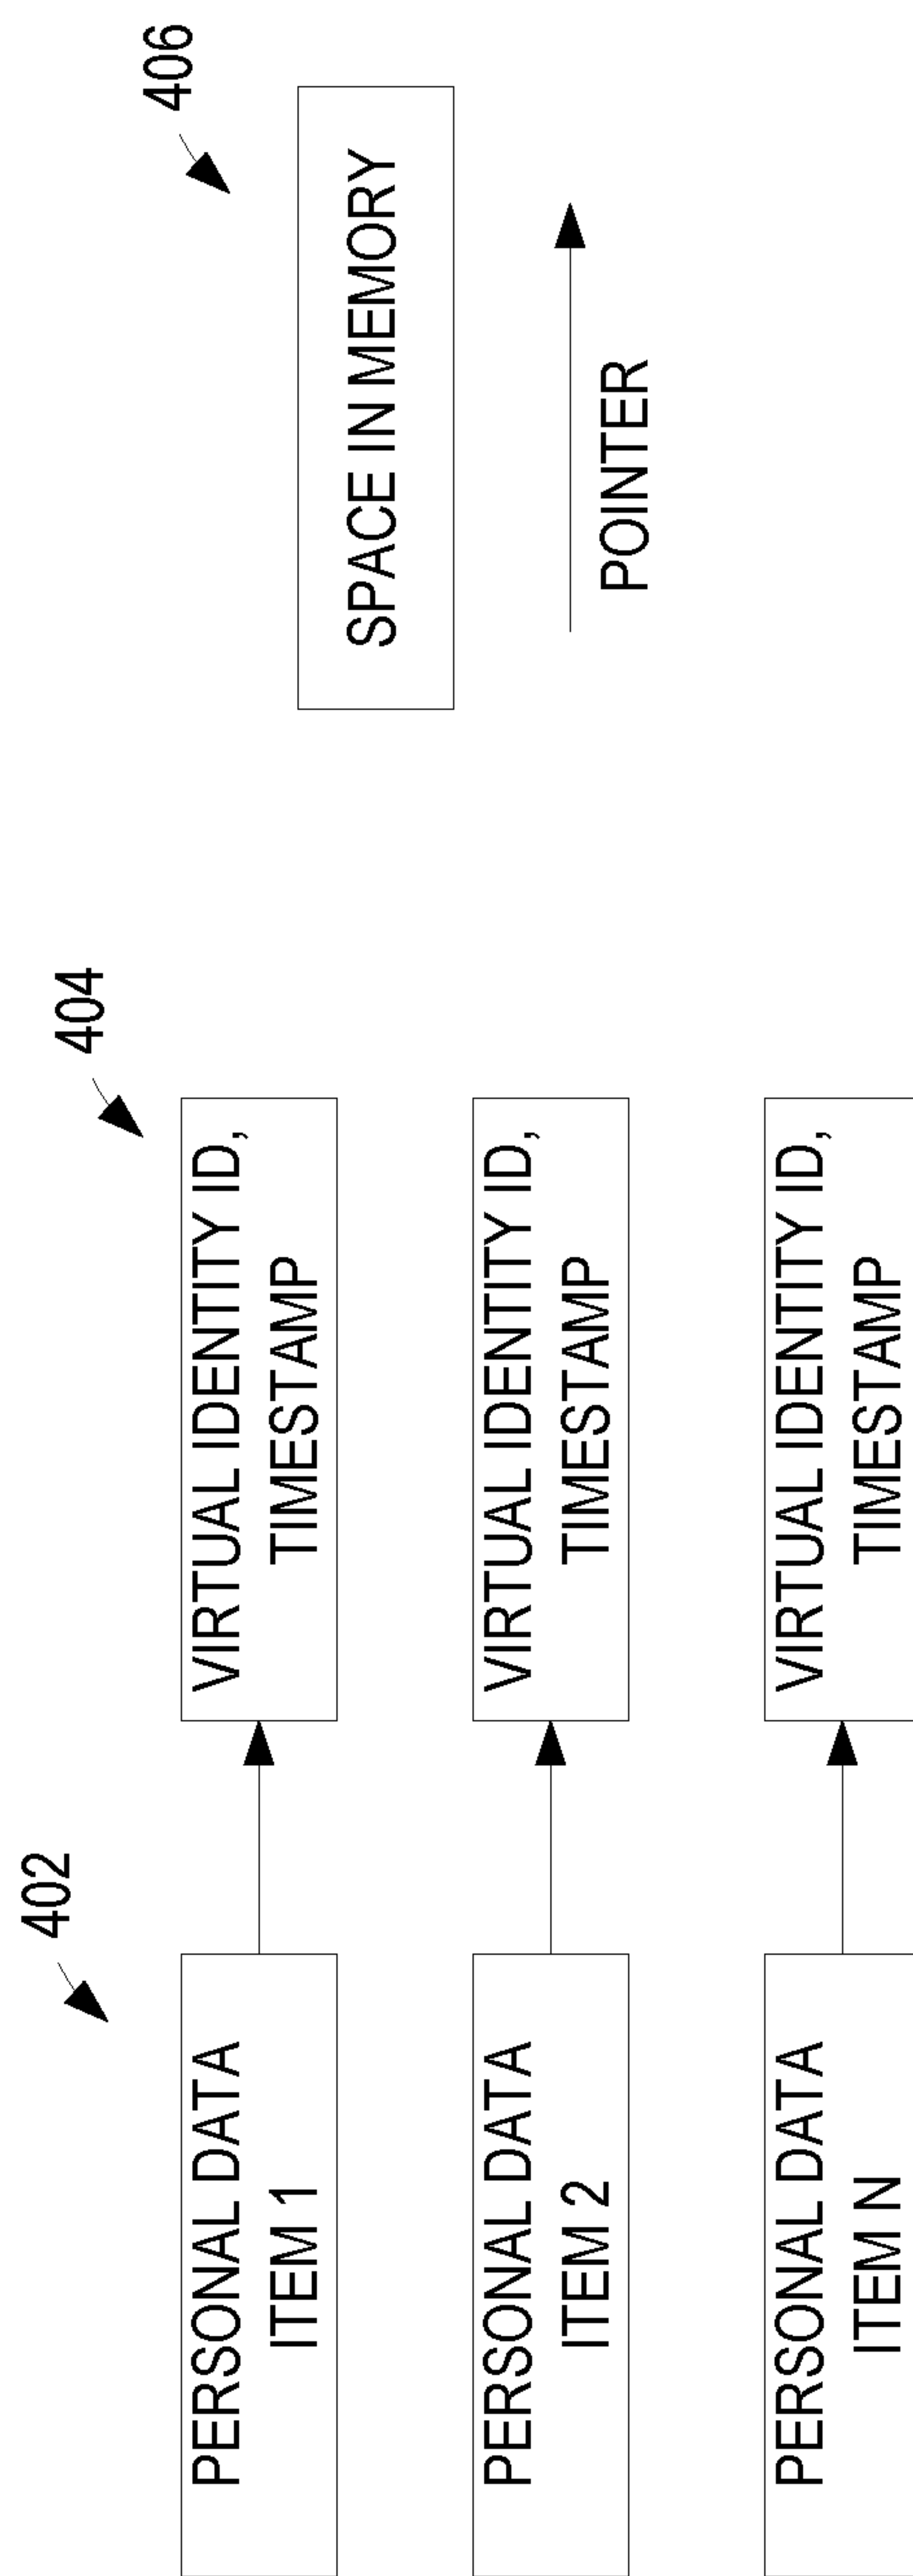 402
404
406
PERSONAL DATA
ITEM 1
VIRTUAL IDENTITY ID,
TIMESTAMP
SPACE IN MEMORY
PERSONAL DATA
ITEM 2
VIRTUAL IDENTITY ID,
TIMESTAMP
POINTER
PERSONAL DATA
ITEM N
VIRTUAL IDENTITY ID,
TIMESTAMP